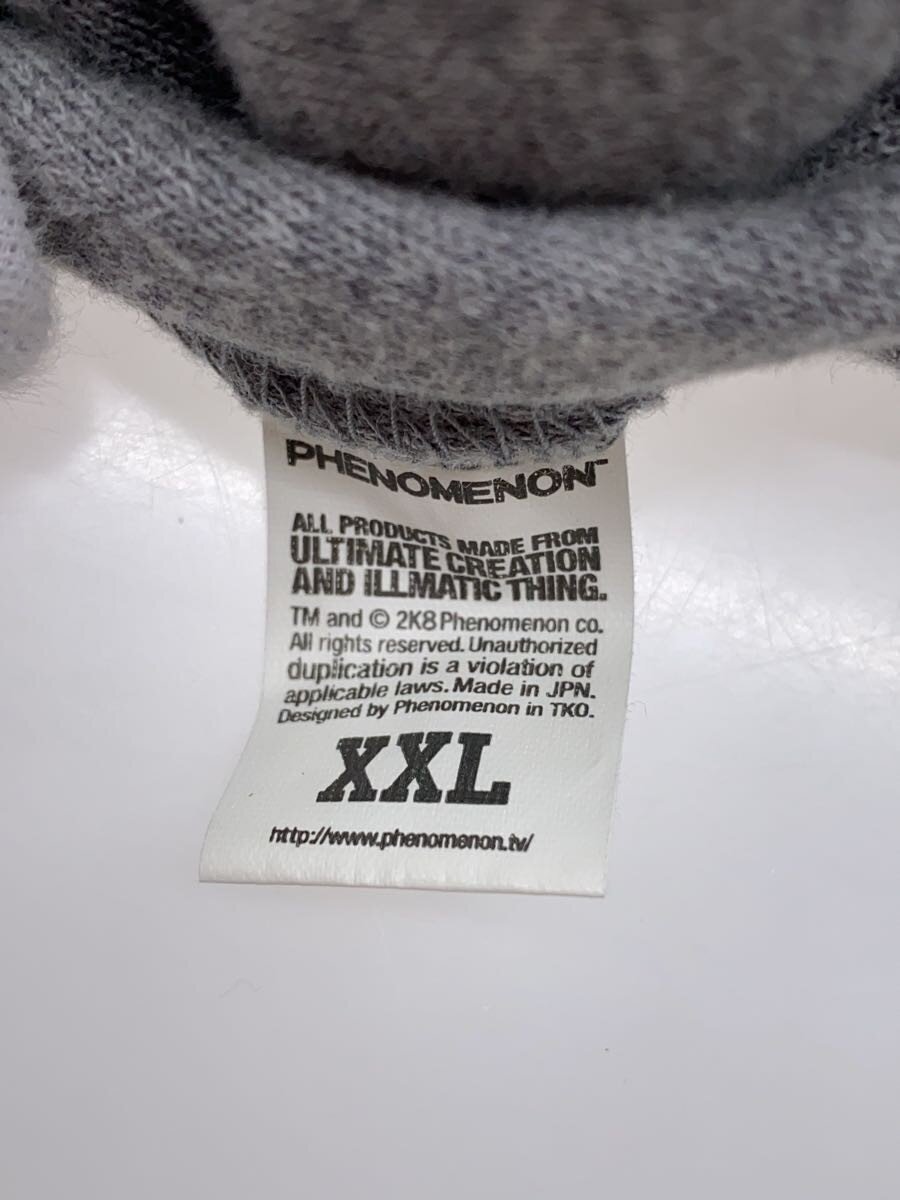 PHENOMENON™
ALL PRODUCTS MADE FROM
ULTIMATE CREATION
AND ILLMATIC THING.
TM and © 2K8 Phenomenon co.
All rights reserved. Unauthorized
duplication is a violation of
applicable laws. Made in JPN.
Designed by Phenomenon in TKO.
XXL
http://www.phenomenon.tv/